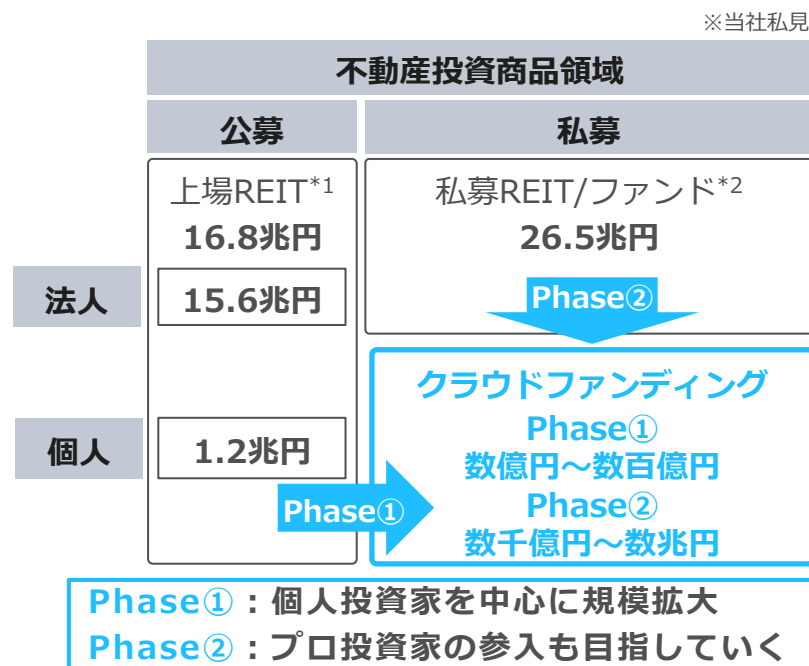 ※当社私見
不動産投資商品領域
公募
私募
上場REIT*1
16.8兆円
私募REIT/ファンド*2
26.5兆円
法人
15.6兆円
Phase②
クラウドファンディング
Phase①
数億円～数百億円
Phase②
数千億円～数兆円
個人
1.2兆円
Phase①
Phase①：個人投資家を中心に規模拡大
Phase②：プロ投資家の参入も目指していく